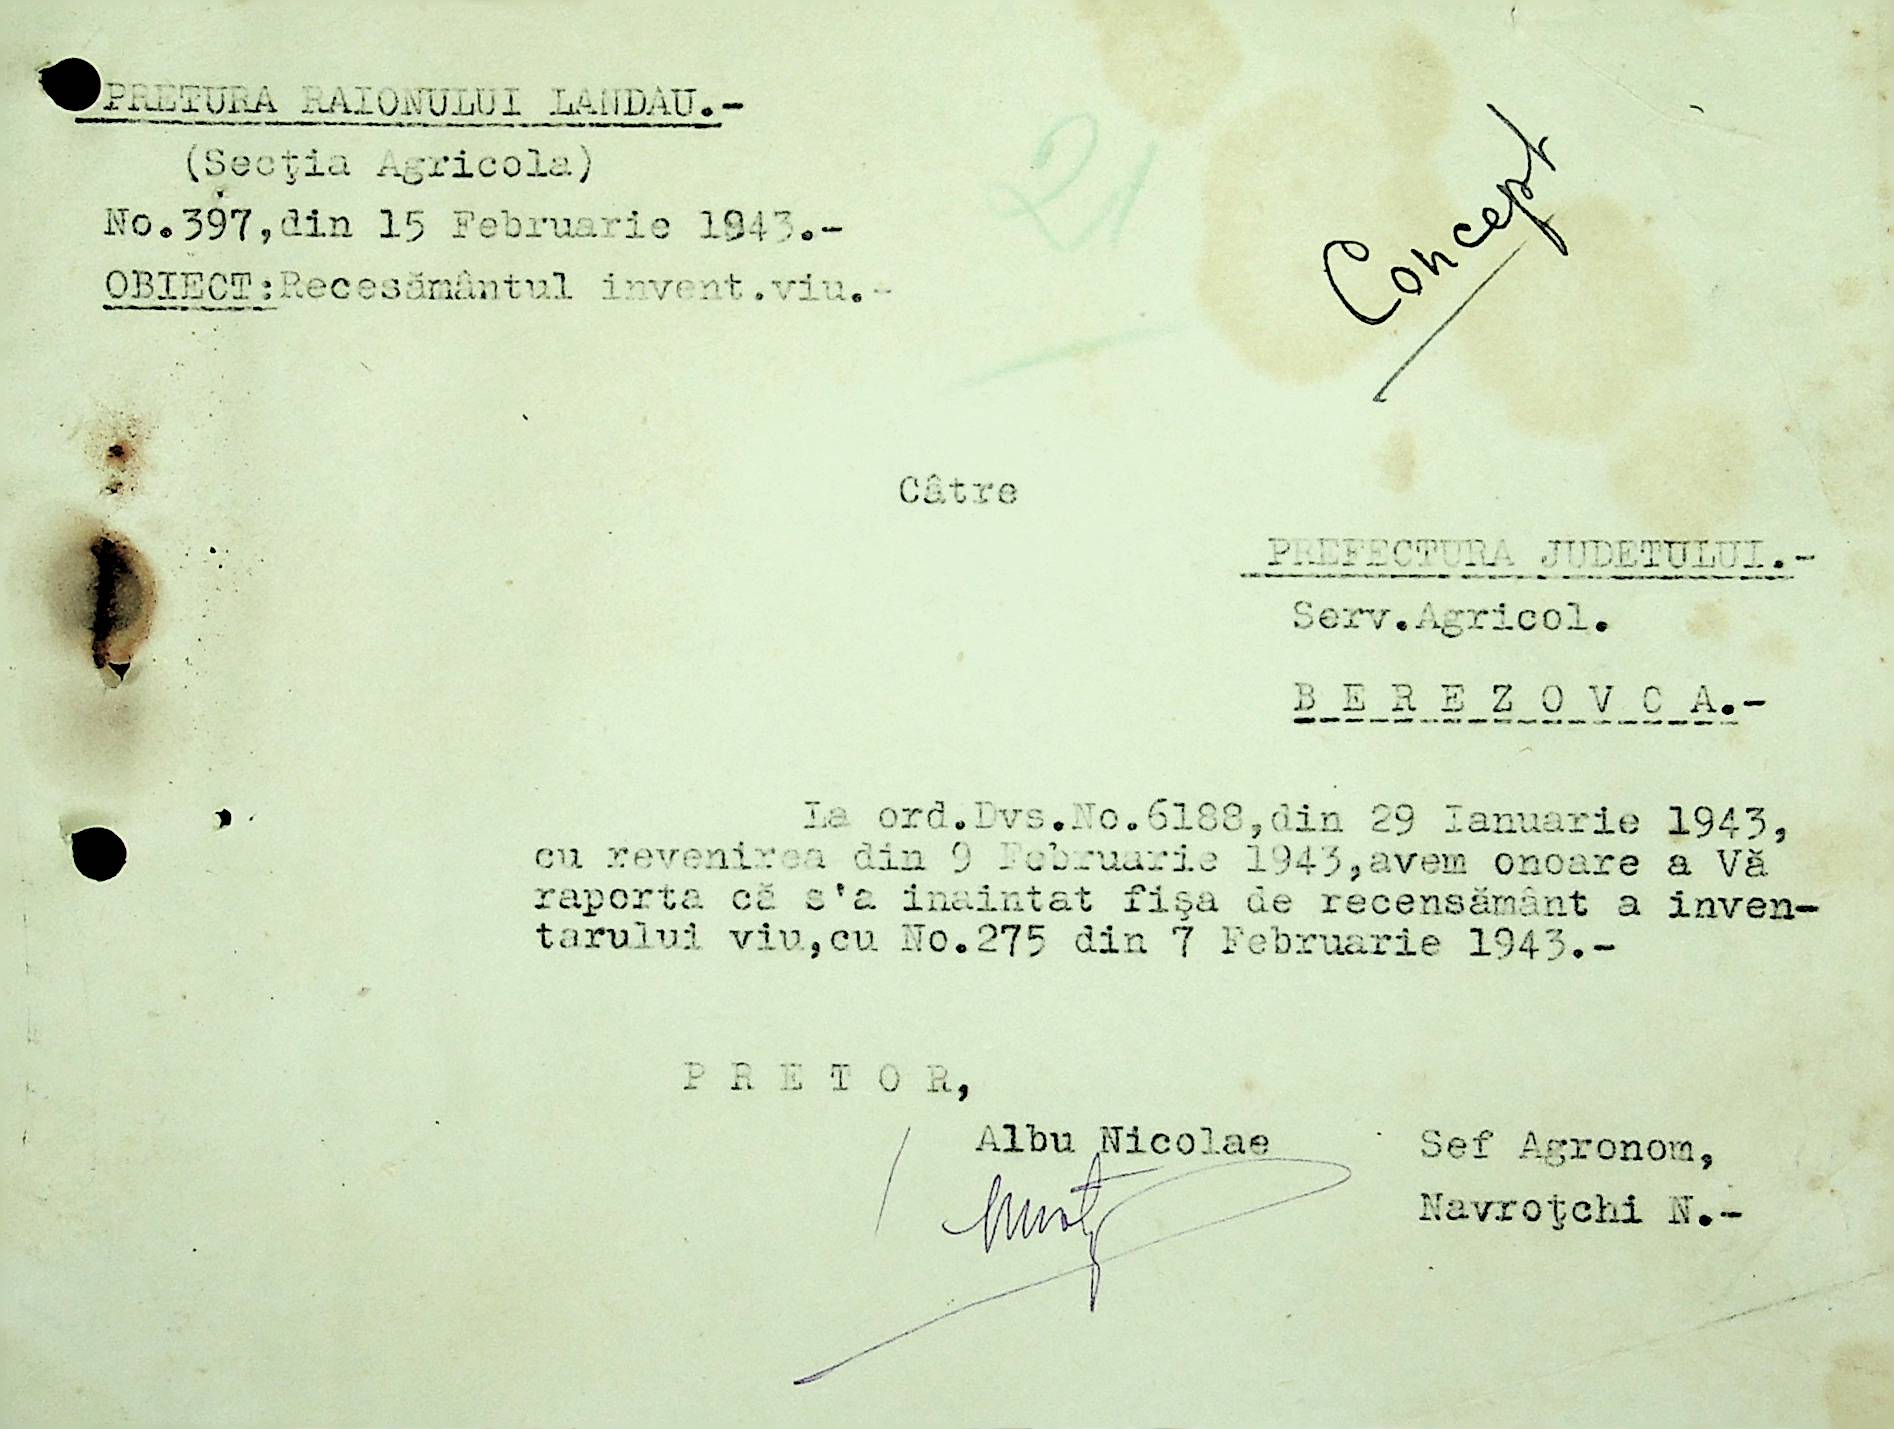 PRETURA RAIONULUI LANDAU.-
(Secţia Agricola)
No.397,din 15 Februarie 1943.-
OBIECT:Recesământul invent.viu.-
21
Concept
Câtre
PREFECTURA JUDETULUI.-
Serv.Agricol.
B E R E Z O V C A.-
La ord.Dvs.No.6188,din 29 Ianuarie 1943,
cu revenirea din 9 Februarie 1943,avem onoare a Vă
raporta că s'a inaintat fişa de recensământ a inven-
tarului viu,cu No.275 din 7 Februarie 1943.-
P R E T O R,
Albu Nicolae
Sef Agronom,
Navroţchi N.-